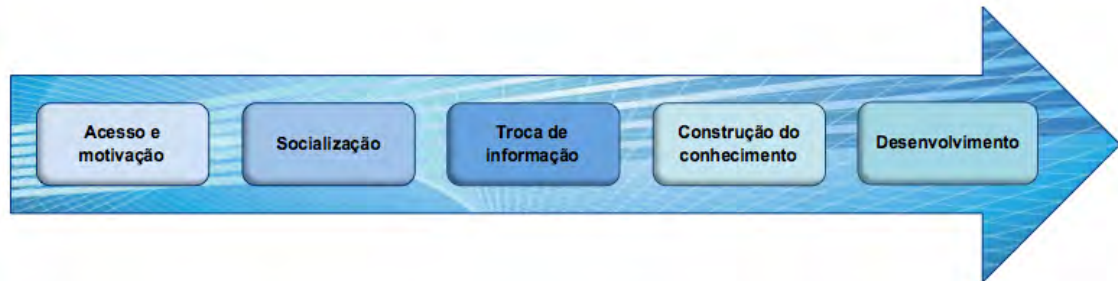 Acesso e
motivação
Socialização
Troca de
informação
Construção do
conhecimento
Desenvolvimento